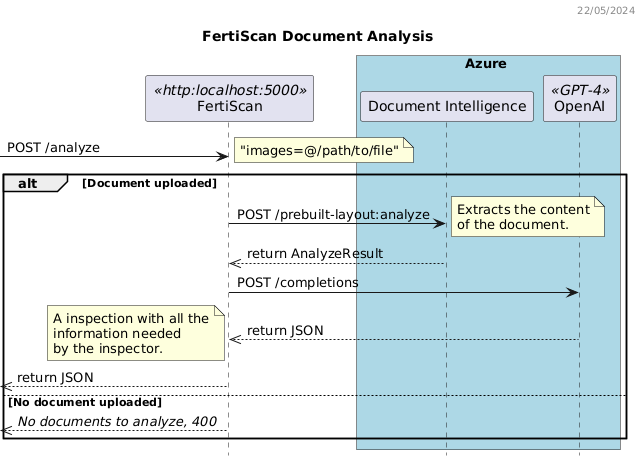 22/05/2024
FertiScan Document Analysis
Azure
«http:localhost:5000»
FertiScan
Document Intelligence
«GPT-4»
OpenAI
POST /analyze
"images=@/path/to/file"
alt
[Document uploaded]
POST /prebuilt-layout:analyze
Extracts the content
of the document.
return AnalyzeResult
POST /completions
A inspection with all the
information needed
by the inspector.
return JSON
return JSON
[No document uploaded]
No documents to analyze, 400